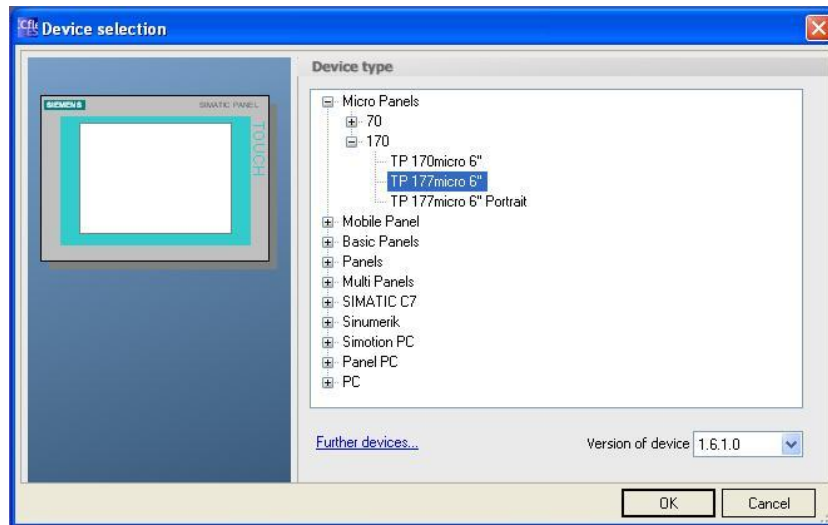 Device selection
SIEMENS
SIMATIC PANEL
TOUCH
Device type
Micro Panels
70
170
TP 170micro 6"
TP 177micro 6"
TP 177micro 6" Portrait
Mobile Panel
Basic Panels
Panels
Multi Panels
SIMATIC C7
Sinumerik
Simotion PC
Panel PC
PC
Further devices...
Version of device 1.6.1.0
OK Cancel